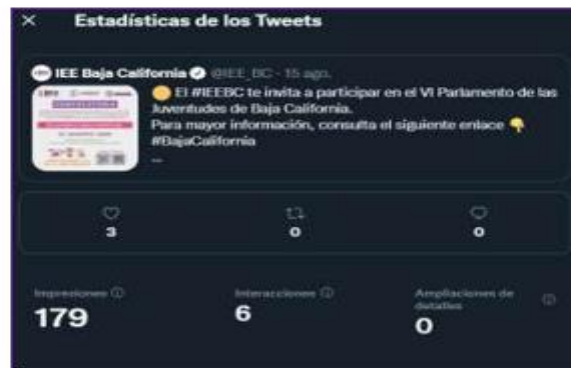 Estadísticas de los Tweets
IEE Baja California @IEE_BC · 15 ago.
El #IEEBC te invita a participar en el VI Parlamento de las
Juventudes de Baja California.
Para mayor información, consulta el siguiente enlace 👇
#BajaCalifornia
...
CONVOCATORIA
3
0
0
Impresiones
Interacciones
Ampliaciones de
detalles
179
6
0